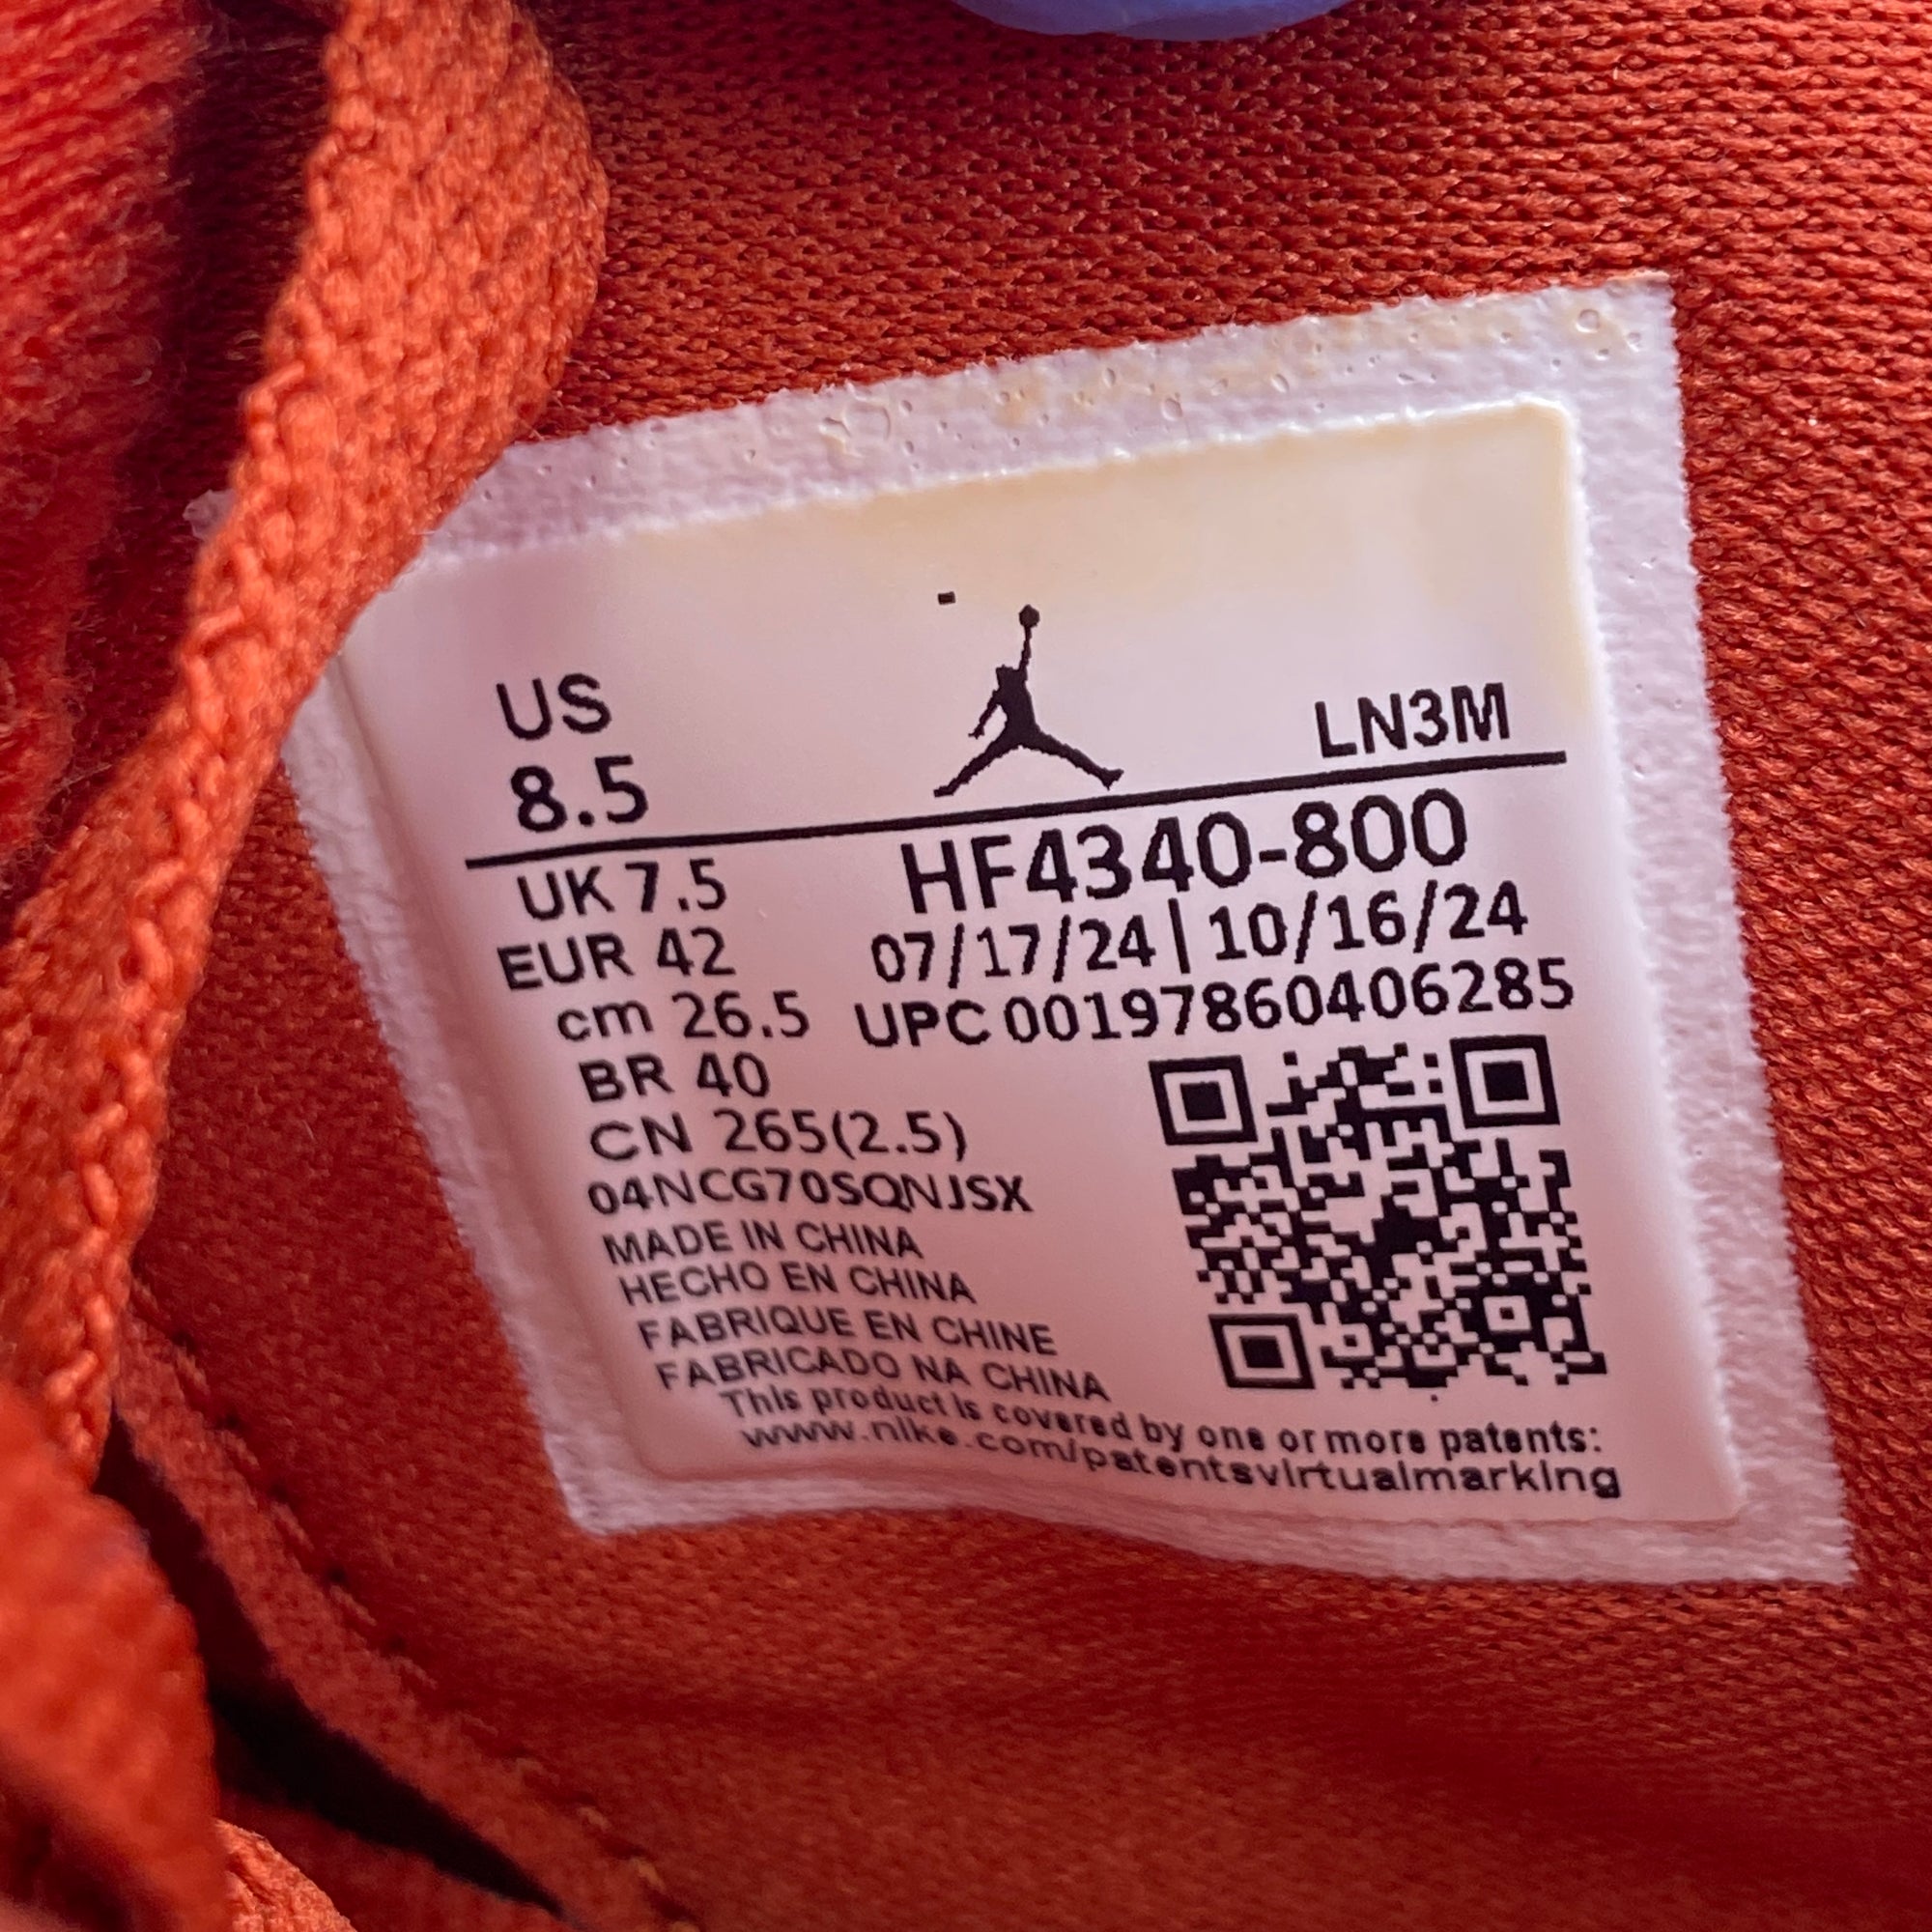 US
8.5
LN3M
UK 7.5
HF4340-800
EUR 42
07/17/24 | 10/16/24
cm 26.5
UPC 00197860406285
BR 40
CN 265(2.5)
04NCG70SQNJSX
MADE IN CHINA
HECHO EN CHINA
FABRIQUE EN CHINE
FABRICADO NA CHINA
This product is covered by one or more patents:
www.nike.com/patentsvirtualmarking